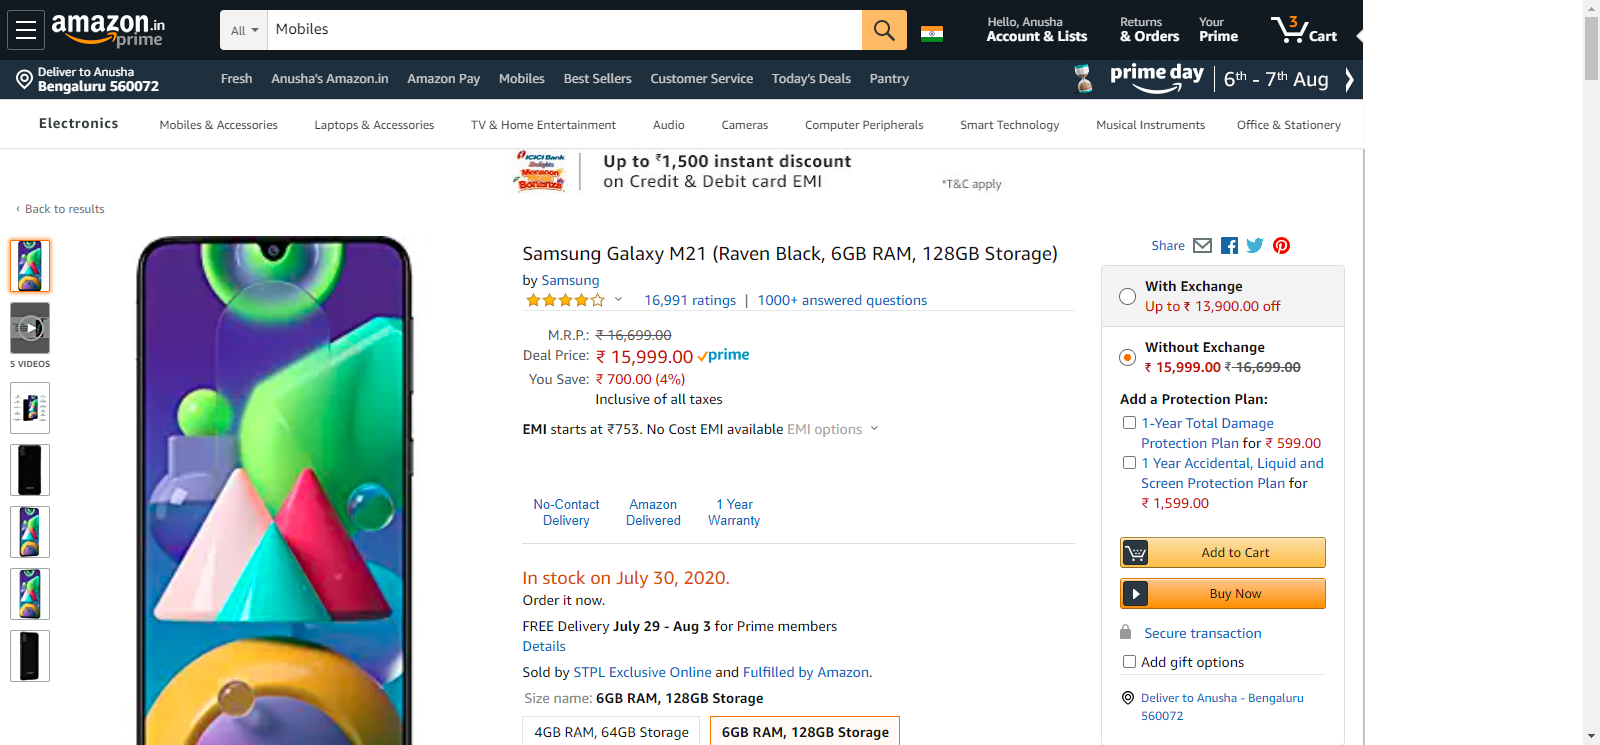 amazon.in
prime
All
Mobiles
Hello, Anusha
Account & Lists
Returns
& Orders
Your
Prime
3
Cart
Deliver to Anusha
Bengaluru 560072
Fresh
Anusha's Amazon.in
Amazon Pay
Mobiles
Best Sellers
Customer Service
Today's Deals
Pantry
prime day
6th - 7th Aug
Electronics
Mobiles & Accessories
Laptops & Accessories
TV & Home Entertainment
Audio
Cameras
Computer Peripherals
Smart Technology
Musical Instruments
Office & Stationery
ICICI Bank
Monsoon
Bonanza
Up to ₹1,500 instant discount
on Credit & Debit card EMI
*T&C apply
‹ Back to results
5 VIDEOS
Samsung Galaxy M21 (Raven Black, 6GB RAM, 128GB Storage)
by Samsung
16,991 ratings | 1000+ answered questions
M.R.P.: ₹ 16,699.00
Deal Price: ₹ 15,999.00 prime
You Save: ₹ 700.00 (4%)
Inclusive of all taxes
EMI starts at ₹753. No Cost EMI available EMI options
No-Contact
Delivery
Amazon
Delivered
1 Year
Warranty
In stock on July 30, 2020.
Order it now.
FREE Delivery July 29 - Aug 3 for Prime members
Details
Sold by STPL Exclusive Online and Fulfilled by Amazon.
Size name: 6GB RAM, 128GB Storage
4GB RAM, 64GB Storage
6GB RAM, 128GB Storage
Share
With Exchange
Up to ₹ 13,900.00 off
Without Exchange
₹ 15,999.00 ₹ 16,699.00
Add a Protection Plan:
1-Year Total Damage
Protection Plan for ₹ 599.00
1 Year Accidental, Liquid and
Screen Protection Plan for
₹ 1,599.00
Add to Cart
Buy Now
Secure transaction
Add gift options
Deliver to Anusha - Bengaluru
560072